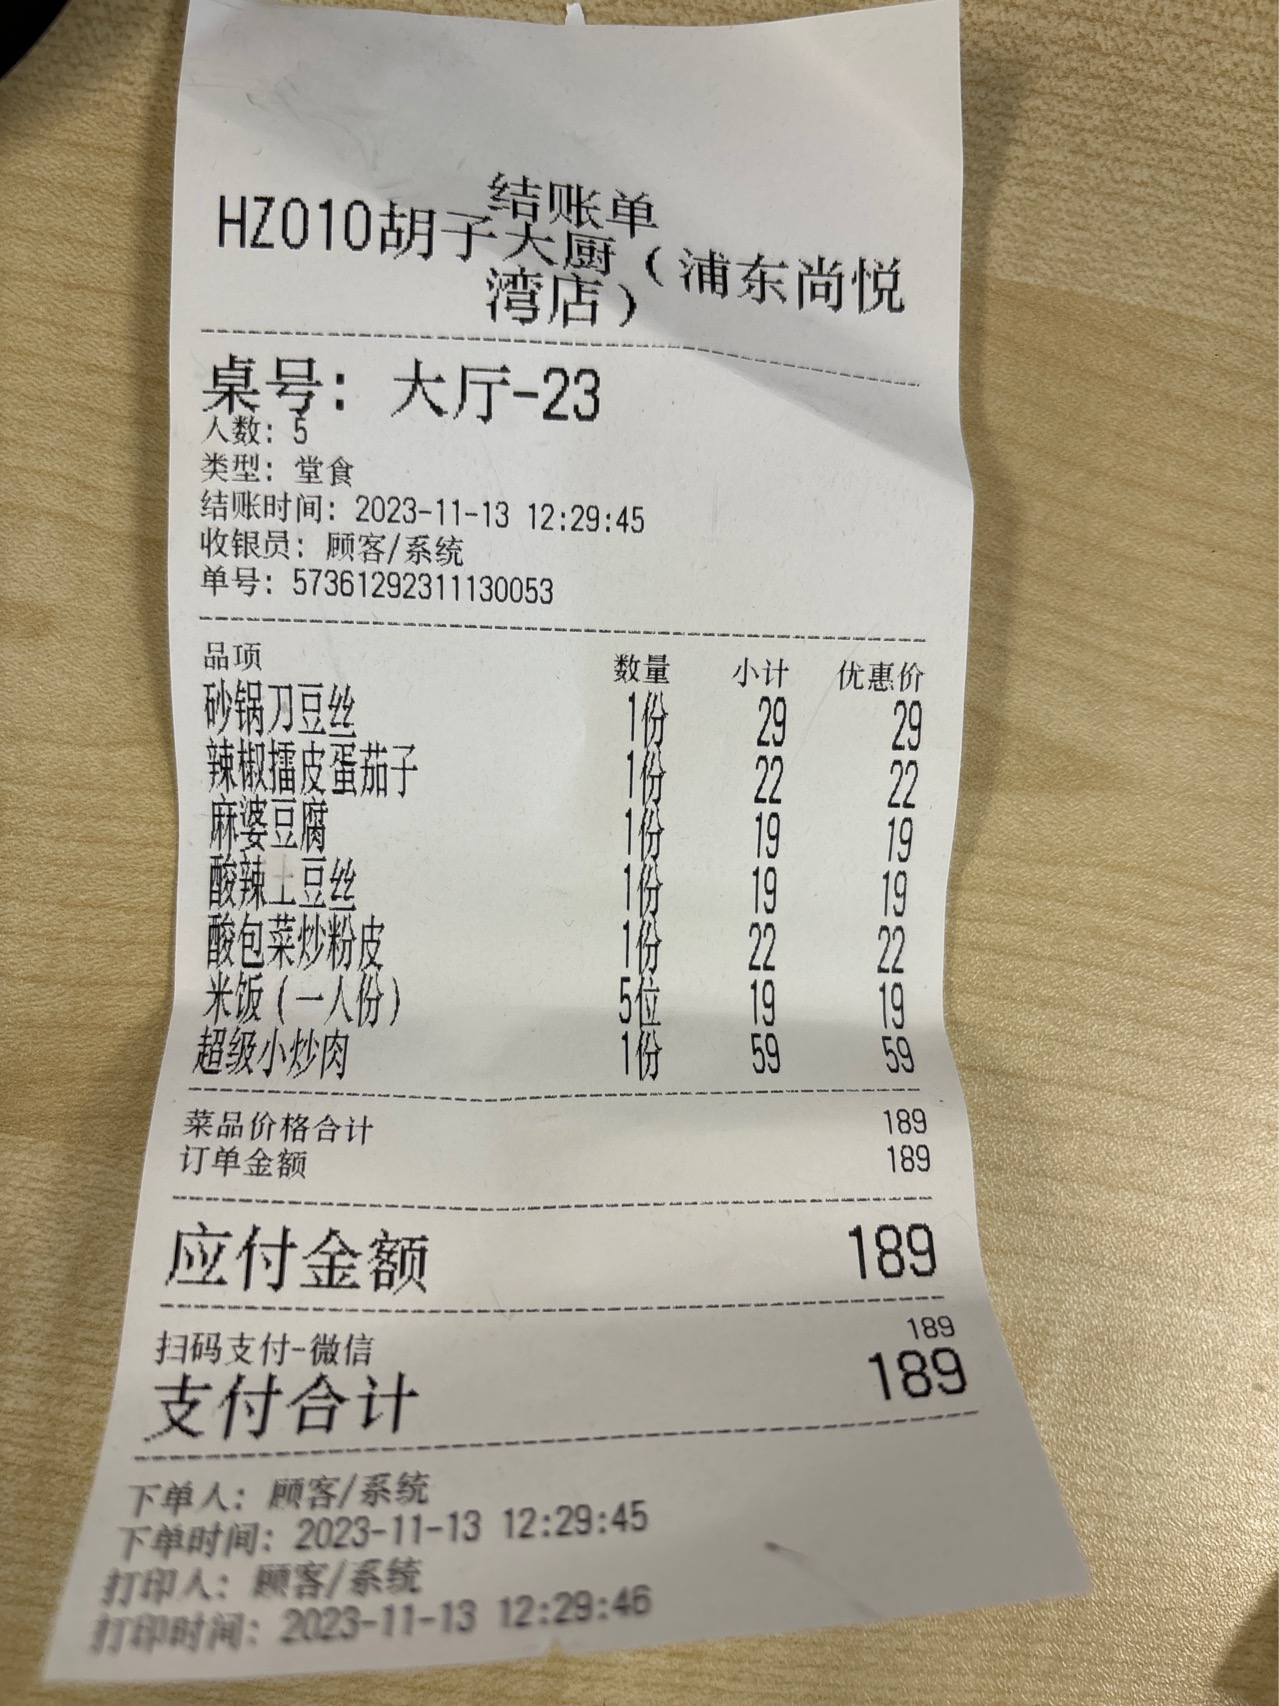 结账单
HZ010胡子大厨（浦东尚悦
湾店）
桌号：大厅-23
人数：5
类型：堂食
结账时间：2023-11-13 12:29:45
收银员：顾客/系统
单号：57361292311130053
品项 数量 小计 优惠价
砂锅刀豆丝 1份 29 29
辣椒擂皮蛋茄子 1份 22 22
麻婆豆腐 1份 19 19
酸辣土豆丝 1份 19 19
酸包菜炒粉皮 1份 22 22
米饭（一人份） 5位 19 19
超级小炒肉 1份 59 59
菜品价格合计 189
订单金额 189
应付金额 189
扫码支付-微信 189
支付合计 189
下单人：顾客/系统
下单时间：2023-11-13 12:29:45
打印人：顾客/系统
打印时间：2023-11-13 12:29:46